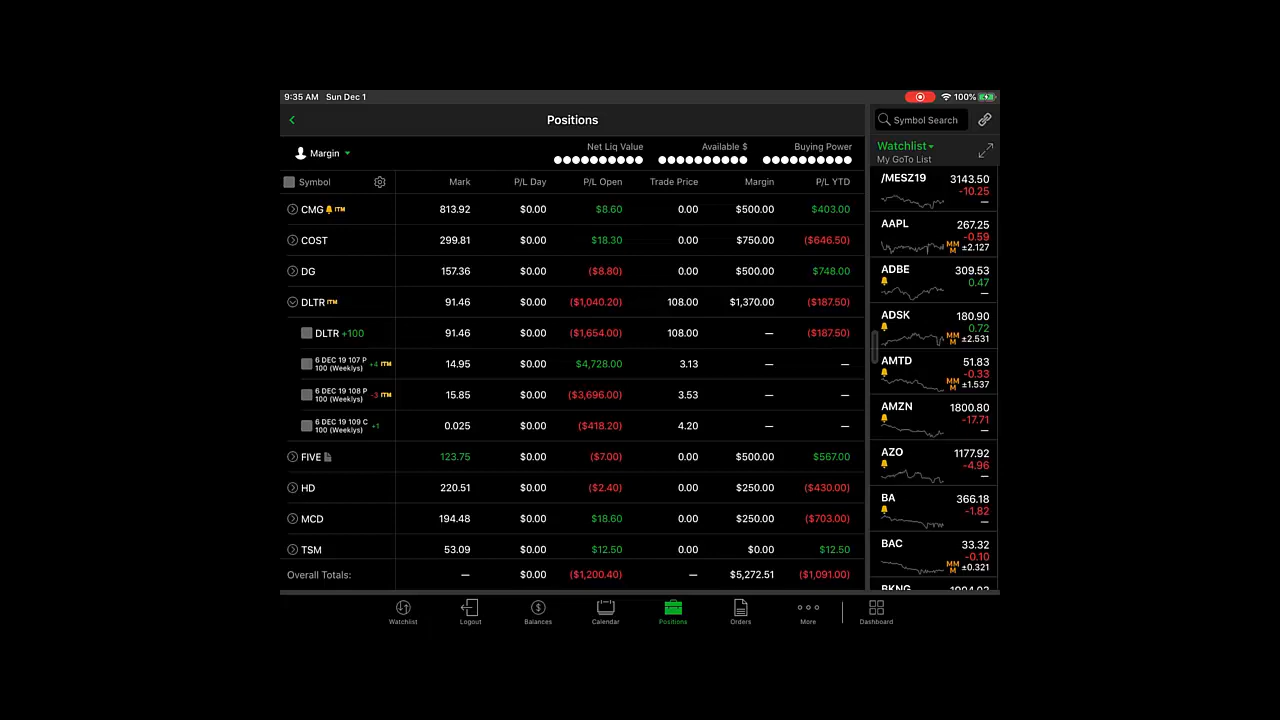 9:35 AM Sun Dec 1 100%
Positions
Symbol Search
Margin
Net Liq Value Available $ Buying Power
Watchlist
My GoTo List
Symbol Mark P/L Day P/L Open Trade Price Margin P/L YTD
CMG ITM 813.92 $0.00 $8.60 0.00 $500.00 $403.00
COST 299.81 $0.00 $18.30 0.00 $750.00 ($646.50)
DG 157.36 $0.00 ($8.80) 0.00 $500.00 $748.00
DLTR ITM 91.46 $0.00 ($1,040.20) 108.00 $1,370.00 ($187.50)
DLTR +100 91.46 $0.00 ($1,654.00) 108.00 — ($187.50)
6 DEC 19 107 P
100 (Weeklys) +4 ITM 14.95 $0.00 $4,728.00 3.13 — —
6 DEC 19 108 P
100 (Weeklys) -3 ITM 15.85 $0.00 ($3,696.00) 3.53 — —
6 DEC 19 109 C
100 (Weeklys) +1 0.025 $0.00 ($418.20) 4.20 — —
FIVE 123.75 $0.00 ($7.00) 0.00 $500.00 $567.00
HD 220.51 $0.00 ($2.40) 0.00 $250.00 ($430.00)
MCD 194.48 $0.00 $18.60 0.00 $250.00 ($703.00)
TSM 53.09 $0.00 $12.50 0.00 $0.00 $12.50
Overall Totals: — $0.00 ($1,200.40) — $5,272.51 ($1,091.00)
/MESZ19 3143.50
-10.25
—
AAPL 267.25
-0.59
MMM ±2.127
ADBE 309.53
0.47
—
ADSK 180.90
0.72
MMM ±2.531
AMTD 51.83
-0.33
MMM ±1.537
AMZN 1800.80
-17.71
—
AZO 1177.92
-4.96
—
BA 366.18
-1.82
—
BAC 33.32
-0.10
MMM ±0.321
BKNG
Watchlist Logout Balances Calendar Positions Orders More Dashboard